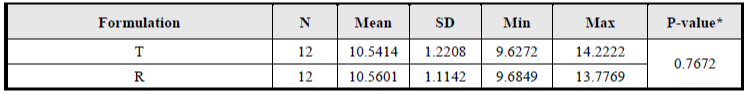 Formulation N Mean SD Min Max P-value*
T 12 10.5414 1.2208 9.6272 14.2222 0.7672
R 12 10.5601 1.1142 9.6849 13.7769